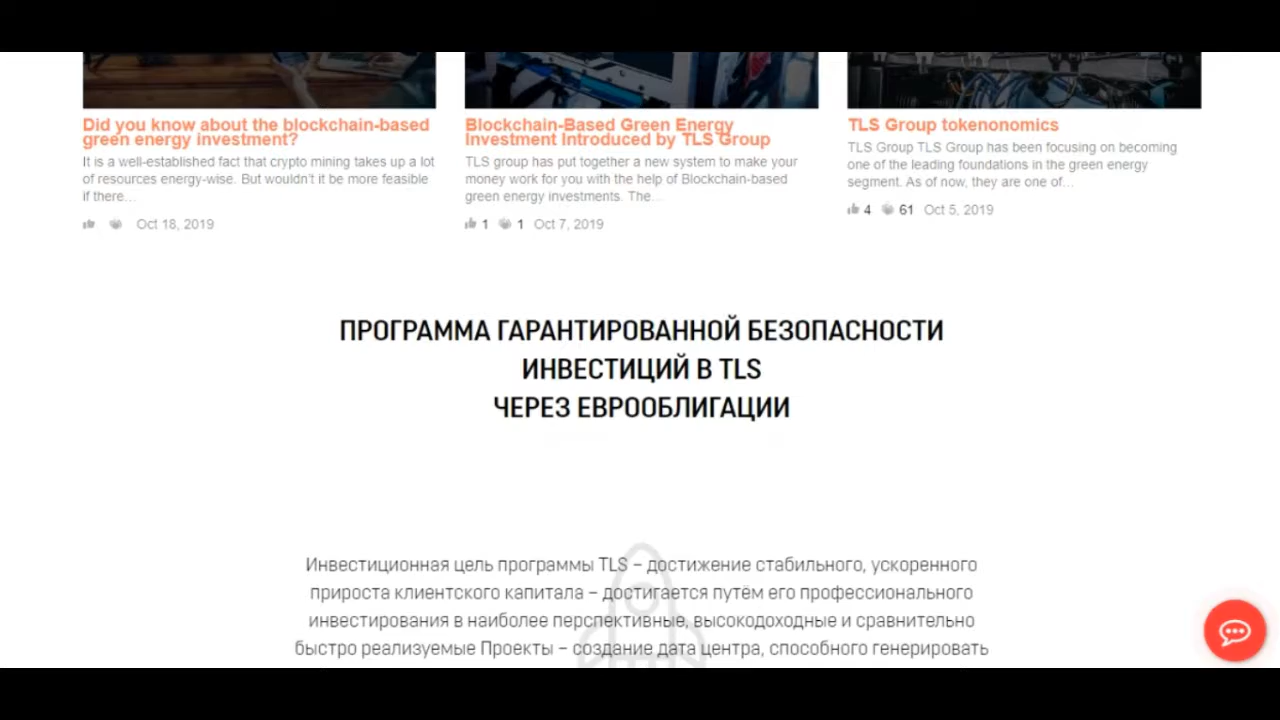 Did you know about the blockchain-based
green energy investment?
It is a well-established fact that crypto mining takes up a lot
of resources energy-wise. But wouldn't it be more feasible
if there...
Oct 18, 2019
Blockchain-Based Green Energy
Investment Introduced by TLS Group
TLS group has put together a new system to make your
money work for you with the help of Blockchain-based
green energy investments. The...
1 1 Oct 7, 2019
TLS Group tokenonomics
TLS Group TLS Group has been focusing on becoming
one of the leading foundations in the green energy
segment. As of now, they are one of...
4 61 Oct 5, 2019
ПРОГРАММА ГАРАНТИРОВАННОЙ БЕЗОПАСНОСТИ
ИНВЕСТИЦИЙ В TLS
ЧЕРЕЗ ЕВРООБЛИГАЦИИ
Инвестиционная цель программы TLS – достижение стабильного, ускоренного
прироста клиентского капитала – достигается путём его профессионального
инвестирования в наиболее перспективные, высокодоходные и сравнительно
быстро реализуемые Проекты – создание дата центра, способного генерировать